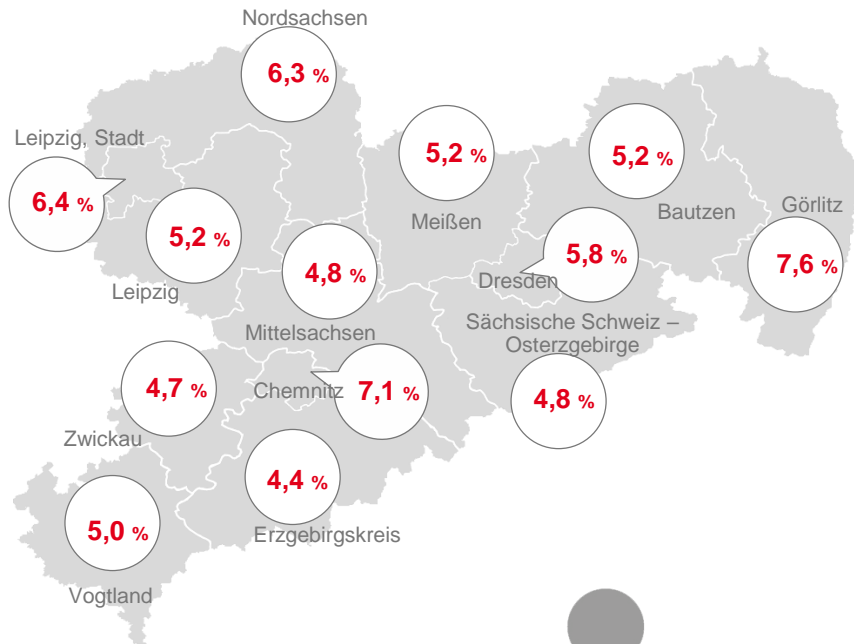 Nordsachsen
6,3 %
Leipzig, Stadt
6,4 %
5,2 %
Meißen
5,2 %
Bautzen
Görlitz
7,6 %
5,2 %
Leipzig
4,8 %
Mittelsachsen
5,8 %
Dresden
Sächsische Schweiz –
Osterzgebirge
4,8 %
4,7 %
Zwickau
Chemnitz
7,1 %
4,4 %
Erzgebirgskreis
5,0 %
Vogtland